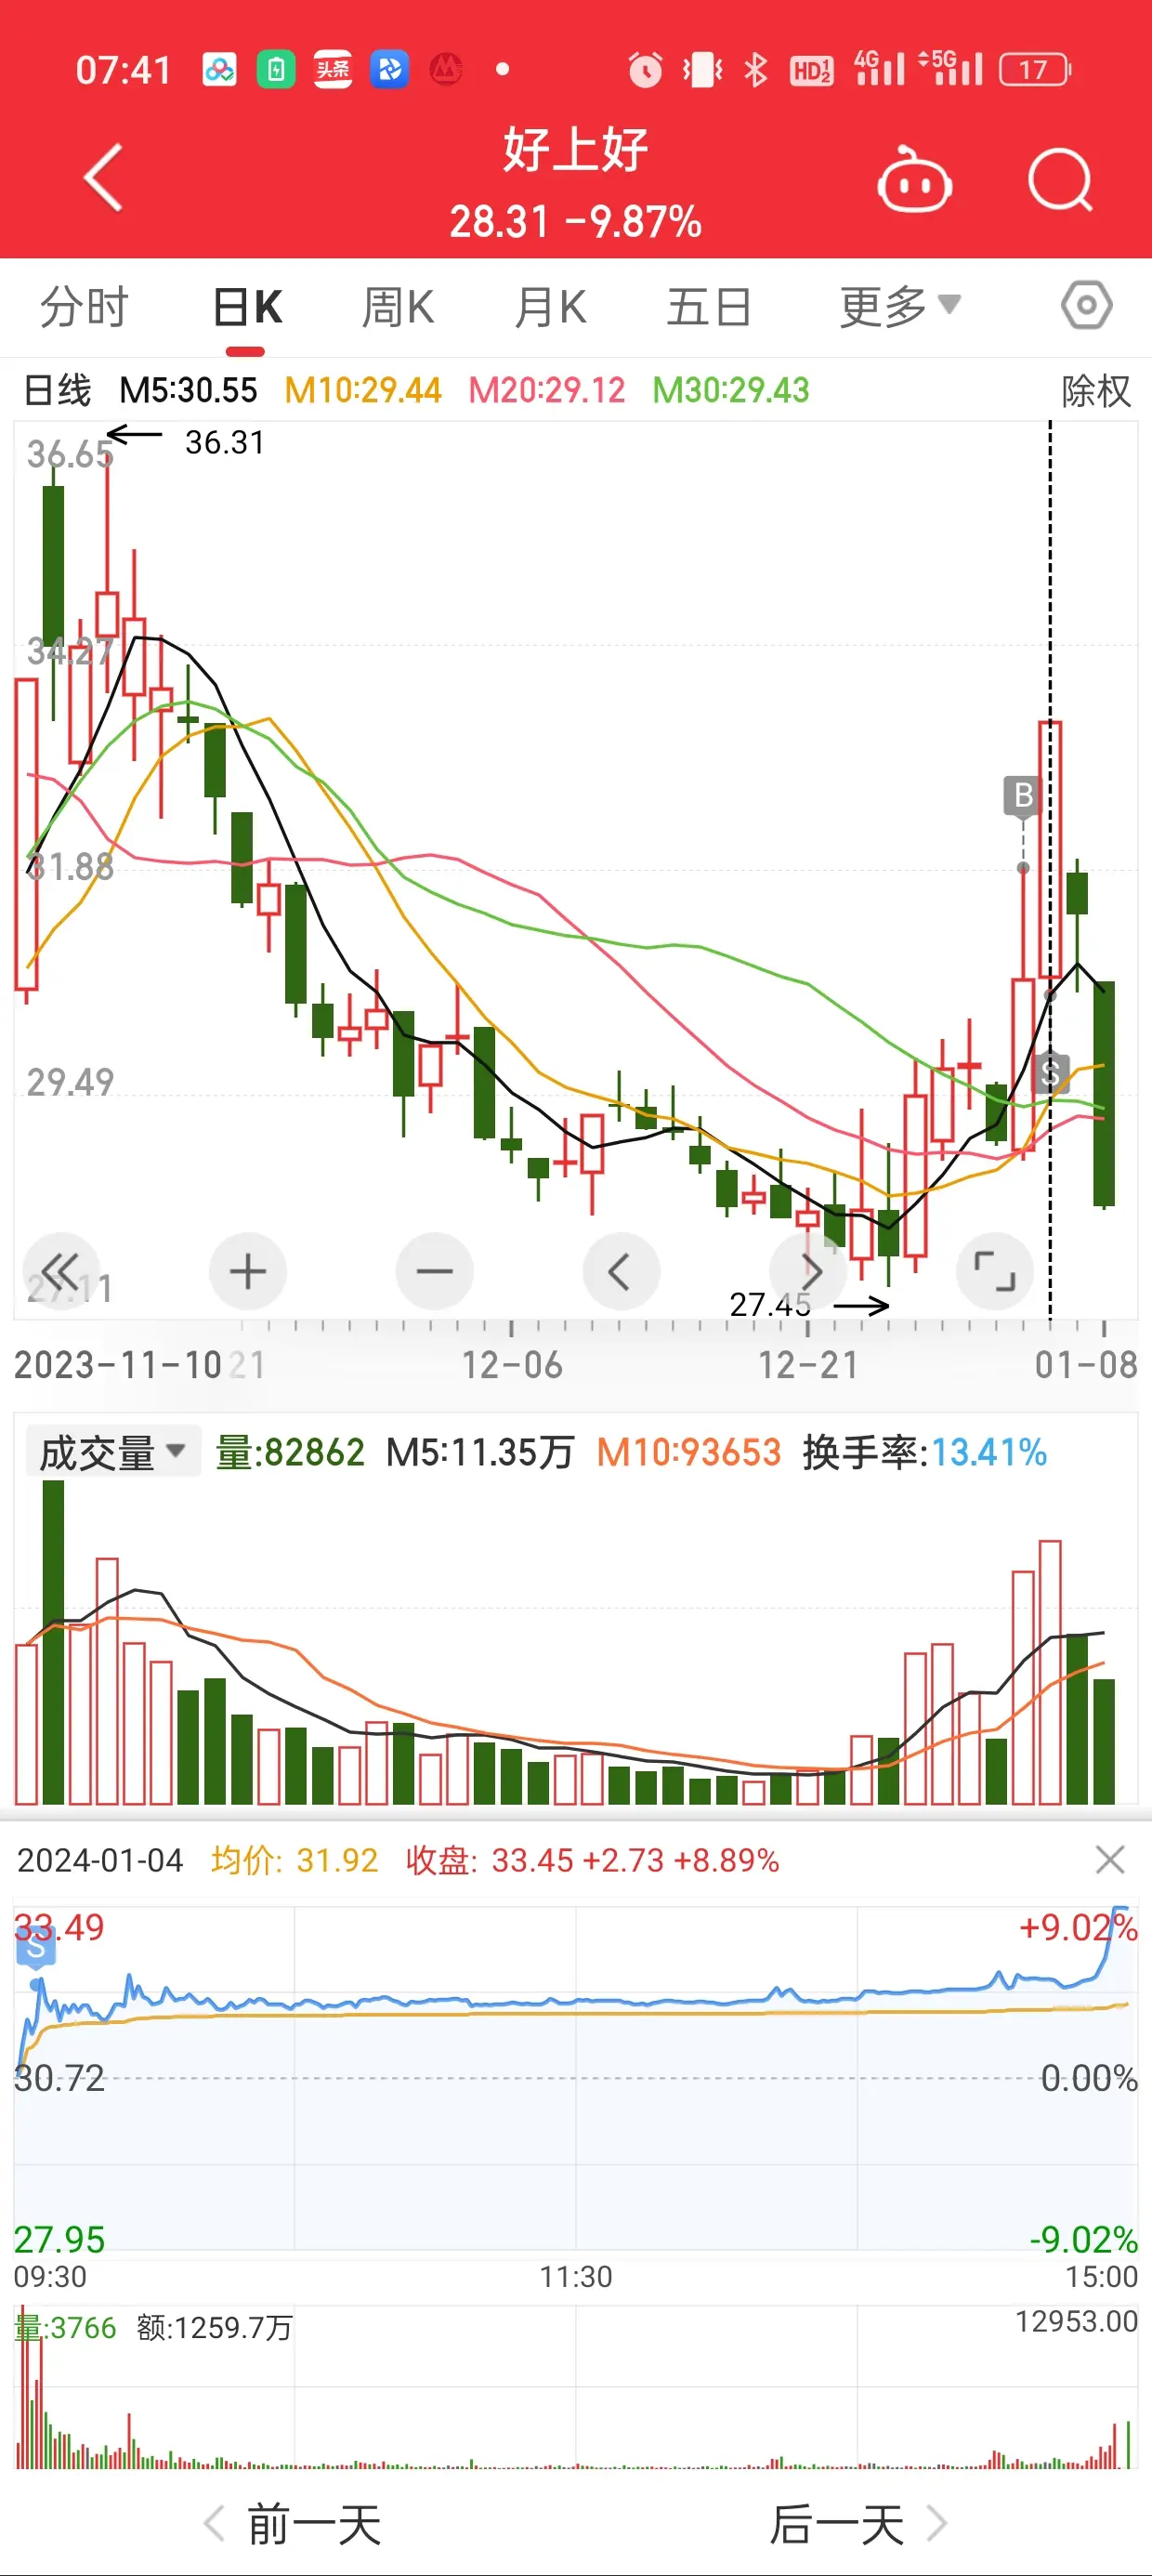 07:41 头条 HD1 2 4G 5G 17
好上好
28.31 -9.87%
分时 日K 周K 月K 五日 更多
日线 M5:30.55 M10:29.44 M20:29.12 M30:29.43 除权
36.65 36.31
34.27
31.88
B
29.49
S
27.11
27.45
2023-11-10 21 12-06 12-21 01-08
成交量 量:82862 M5:11.35万 M10:93653 换手率:13.41%
2024-01-04 均价: 31.92 收盘: 33.45 +2.73 +8.89%
33.49 +9.02%
S
30.72 0.00%
27.95 -9.02%
09:30 11:30 15:00
量:3766 额:1259.7万 12953.00
前一天 后一天